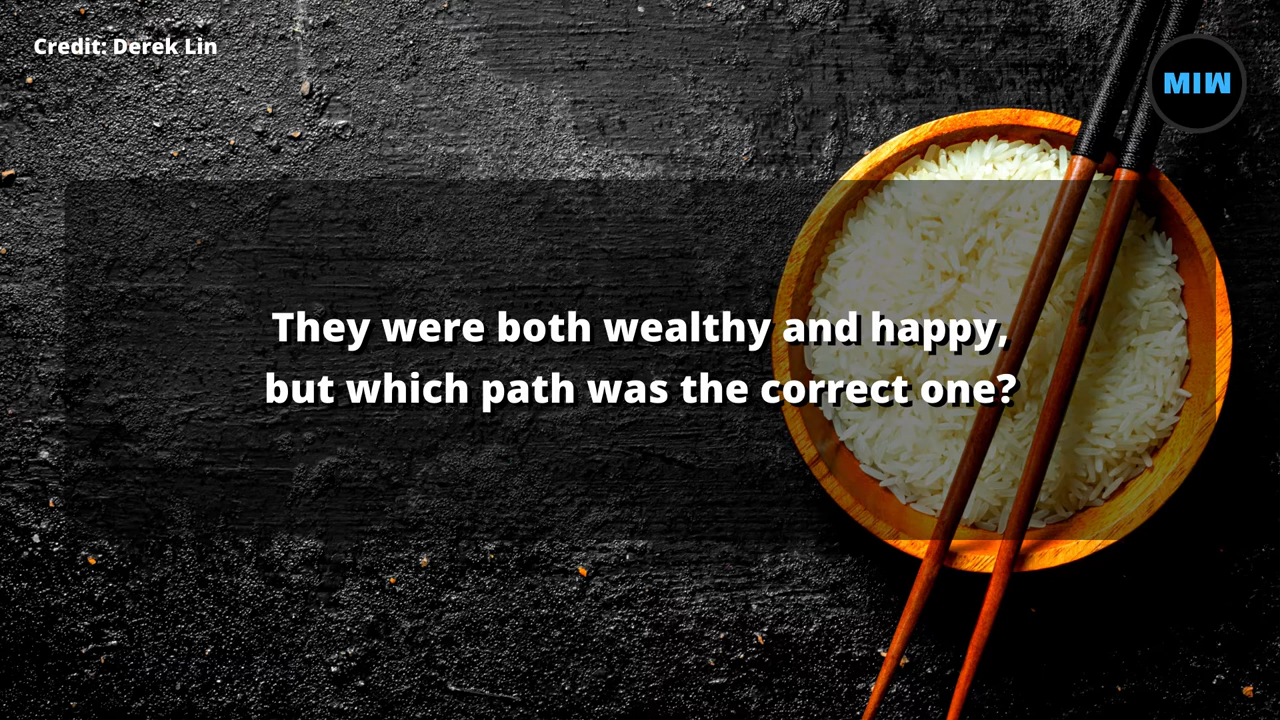 Credit: Derek Lin
MIW
They were both wealthy and happy,
but which path was the correct one?